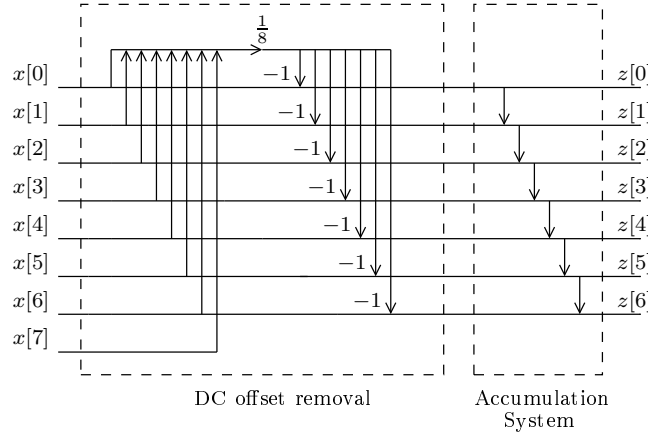 1/8
x[0] −1 z[0]
x[1] −1 z[1]
x[2] −1 z[2]
x[3] −1 z[3]
x[4] −1 z[4]
x[5] −1 z[5]
x[6] −1 z[6]
x[7]
DC offset removal Accumulation
System